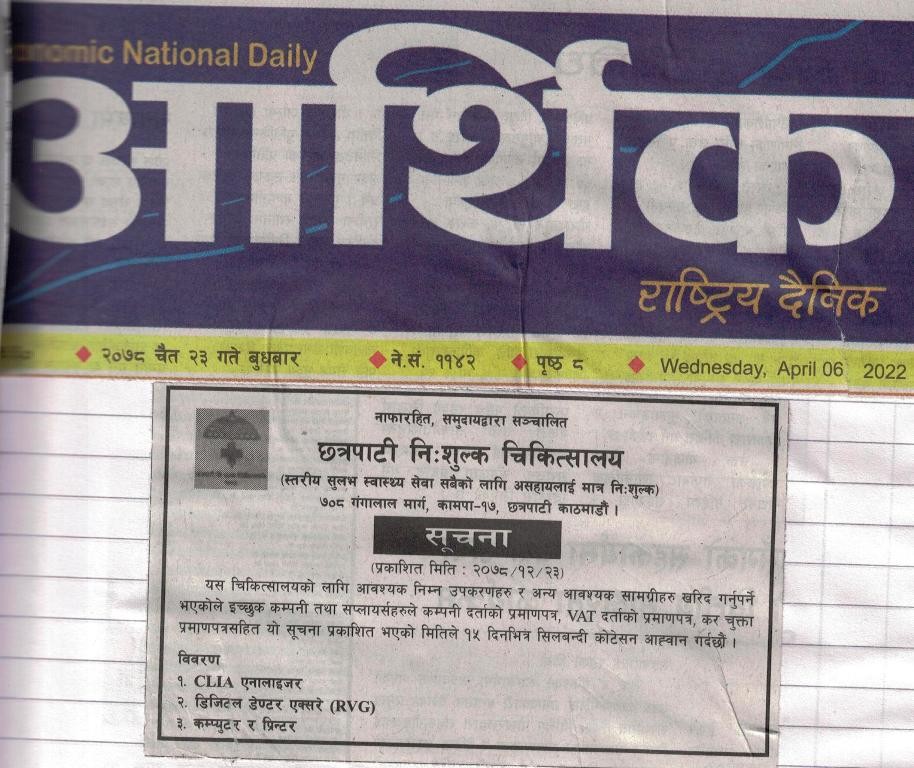 nomic National Daily
आर्थिक
राष्ट्रिय दैनिक
२०७८ चैत २३ गते बुधबार ने.सं. ११४२ पृष्ठ ८ Wednesday, April 06 2022
नाफारहित, समुदायद्वारा सञ्चालित
छत्रपाटी निःशुल्क चिकित्सालय
(स्तरीय सुलभ स्वास्थ्य सेवा सबैको लागि असहायलाई मात्र निःशुल्क)
७०८ गंगालाल मार्ग, कामपा-१७, छत्रपाटी काठमाडौं ।
सूचना
(प्रकाशित मिति : २०७८/१२/२३)
यस चिकित्सालयको लागि आवश्यक निम्न उपकरणहरु र अन्य आवश्यक सामग्रीहरु खरिद गर्नुपर्ने
भएकोले इच्छुक कम्पनी तथा सप्लायर्सहरुले कम्पनी दर्ताको प्रमाणपत्र, VAT दर्ताको प्रमाणपत्र, कर चुक्ता
प्रमाणपत्रसहित यो सूचना प्रकाशित भएको मितिले १५ दिनभित्र सिलबन्दी कोटेसन आह्वान गर्दछौं ।
विवरण
१. CLIA एनालाइजर
२. डिजिटल डेण्टर एक्सरे (RVG)
३. कम्प्युटर र प्रिन्टर